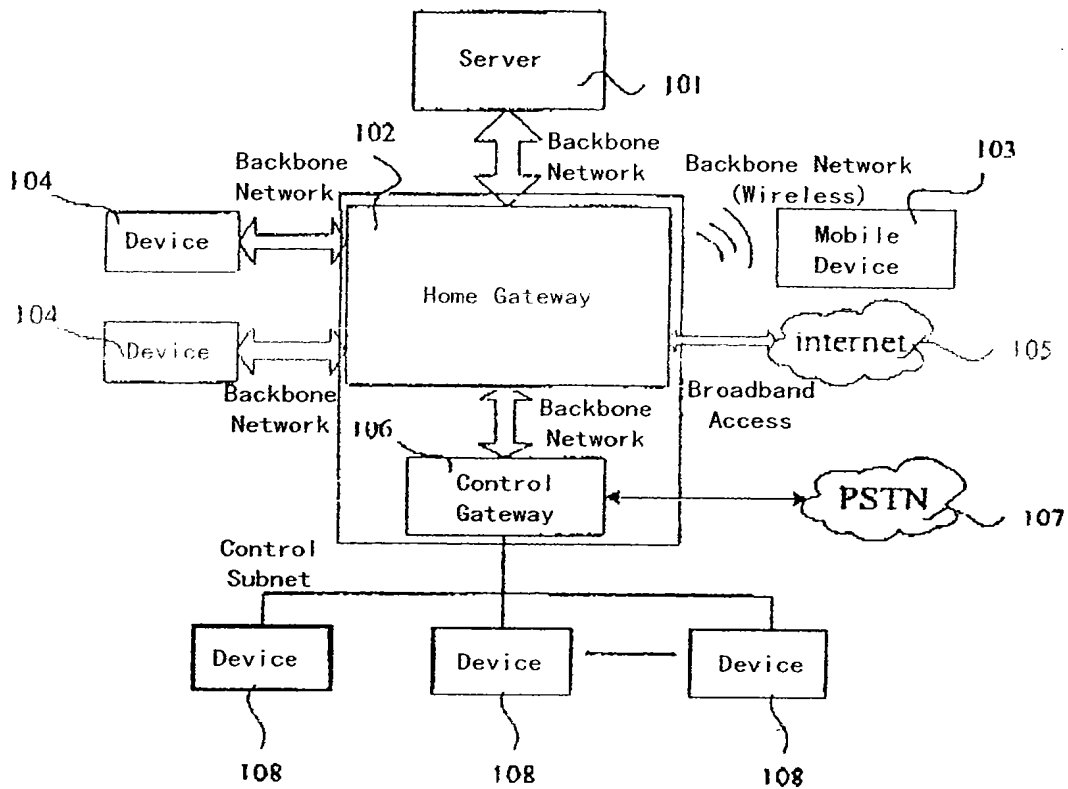 Server
101
102
Backbone
Network
Backbone
Network
Backbone Network
(Wireless)
103
104
Device
Mobile
Device
Home Gateway
104
Device
internet
105
Backbone
Network
Broadband
Access
Backbone
Network
106
Control
Gateway
PSTN
107
Control
Subnet
Device
Device
Device
108
108
108